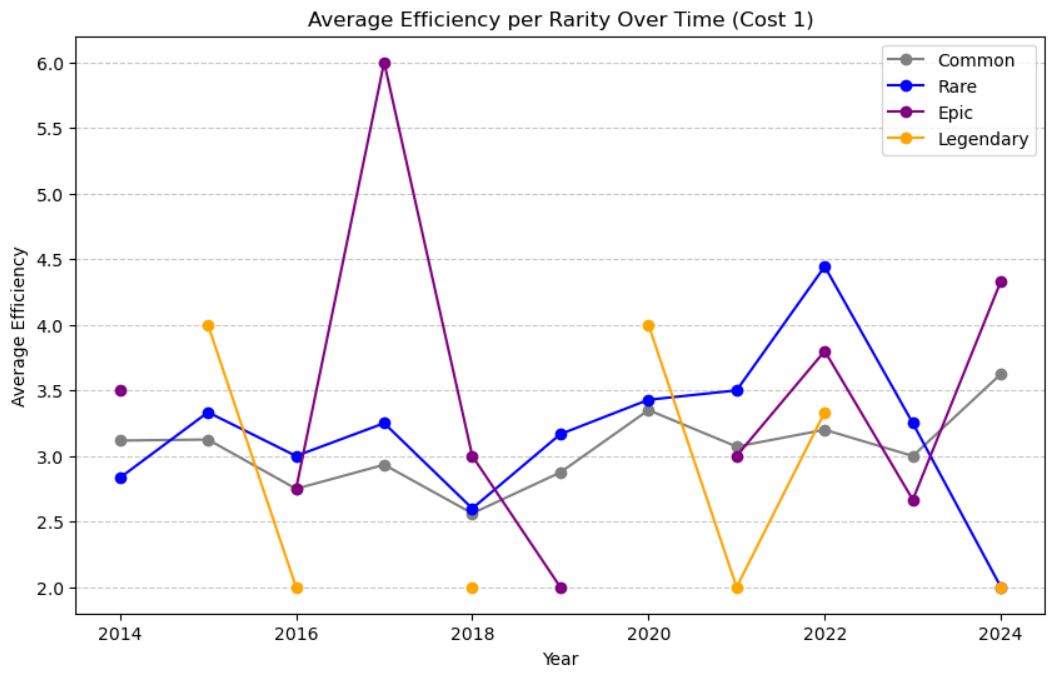 Average Efficiency per Rarity Over Time (Cost 1)
Common
Rare
Epic
Legendary
Average Efficiency
6.0
5.5
5.0
4.5
4.0
3.5
3.0
2.5
2.0
2014
2016
2018
2020
2022
2024
Year